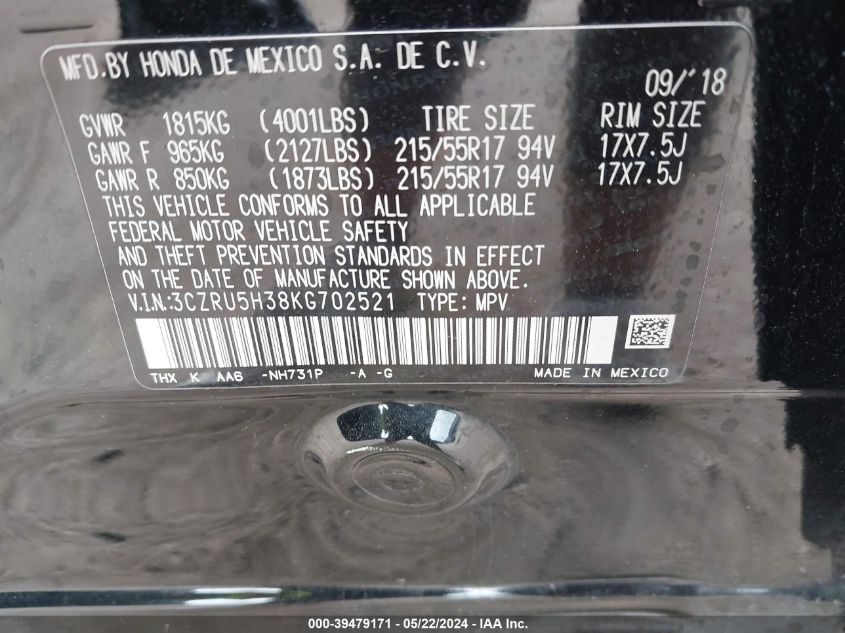 MFD.BY HONDA DE MEXICO S.A. DE C.V.
09/'18
GVWR 1815KG (4001LBS) TIRE SIZE RIM SIZE
GAWR F 965KG (2127LBS) 215/55R17 94V 17X7.5J
GAWR R 850KG (1873LBS) 215/55R17 94V 17X7.5J
THIS VEHICLE CONFORMS TO ALL APPLICABLE
FEDERAL MOTOR VEHICLE SAFETY
AND THEFT PREVENTION STANDARDS IN EFFECT
ON THE DATE OF MANUFACTURE SHOWN ABOVE.
V.I.N:3CZRU5H38KG702521 TYPE: MPV
THX K AA6 -NH731P -A -G MADE IN MEXICO
000-39479171 - 05/22/2024 - IAA Inc.